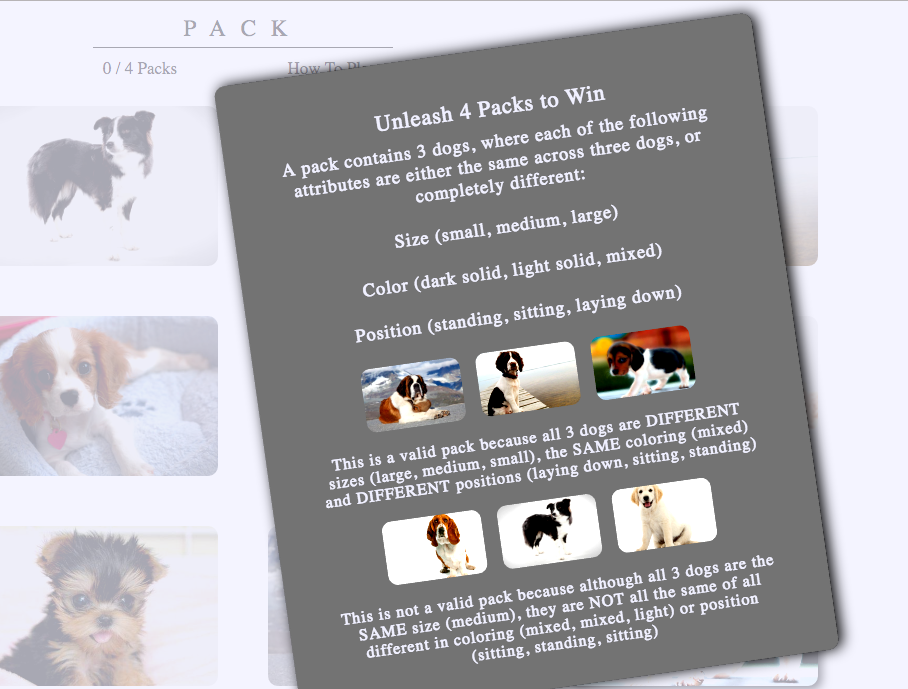 P A C K
0 / 4 Packs
How To Pl
Unleash 4 Packs to Win
A pack contains 3 dogs, where each of the following
attributes are either the same across three dogs, or
completely different:
Size (small, medium, large)
Color (dark solid, light solid, mixed)
Position (standing, sitting, laying down)
This is a valid pack because all 3 dogs are DIFFERENT
sizes (large, medium, small), the SAME coloring (mixed)
and DIFFERENT positions (laying down, sitting, standing)
This is not a valid pack because although all 3 dogs are the
SAME size (medium), they are NOT all the same of all
different in coloring (mixed, mixed, light) or position
(sitting, standing, sitting)